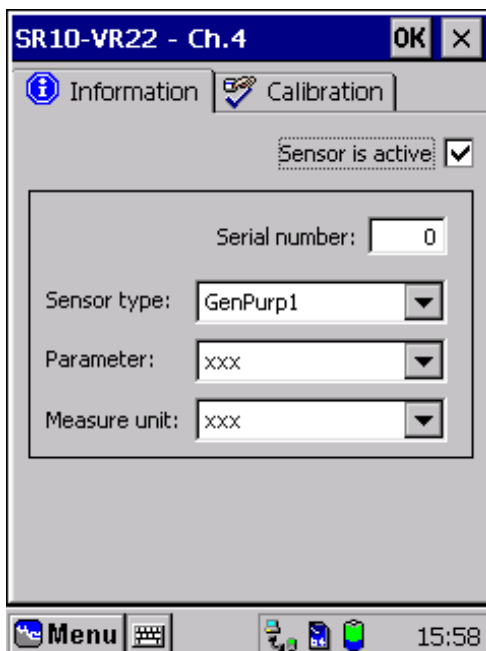 SR10-VR22 - Ch.4 OK
Information Calibration
Sensor is active
Serial number: 0
Sensor type: GenPurp1
Parameter: xxx
Measure unit: xxx
Menu 15:58